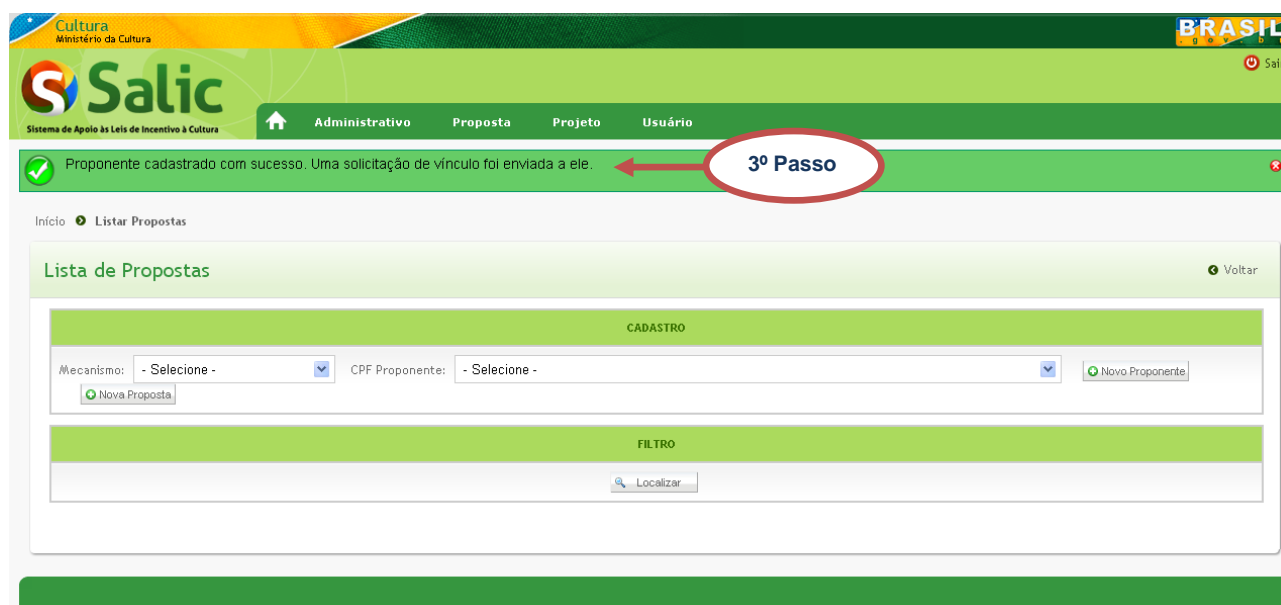 Cultura
Ministério da Cultura
BRASIL
Sai
Salic
Sistema de Apoio às Leis de Incentivo à Cultura
Administrativo Proposta Projeto Usuário
Proponente cadastrado com sucesso. Uma solicitação de vínculo foi enviada a ele.
3º Passo
Início Listar Propostas
Lista de Propostas
Voltar
CADASTRO
Mecanismo: - Selecione - CPF Proponente: - Selecione - Novo Proponente
Nova Proposta
FILTRO
Localizar